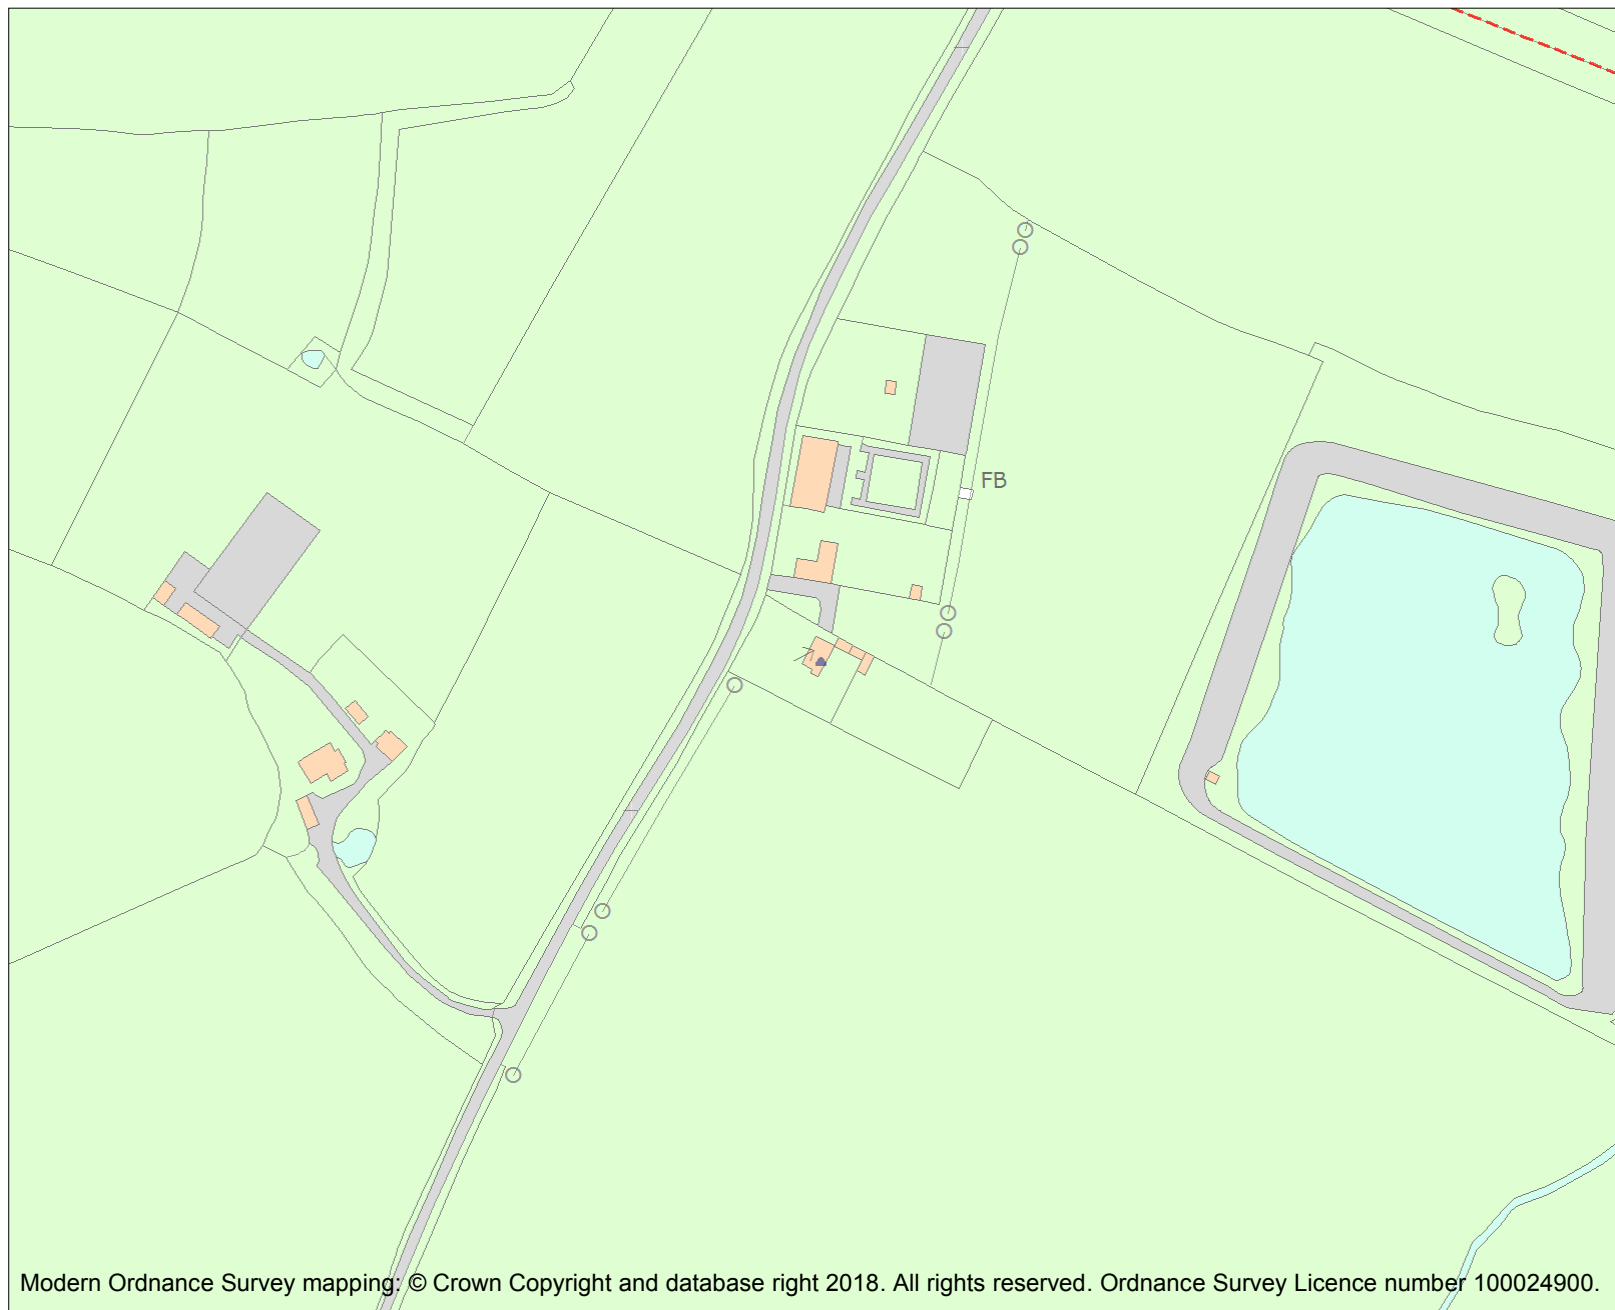 FB
Modern Ordnance Survey mapping: © Crown Copyright and database right 2018. All rights reserved. Ordnance Survey Licence number 100024900.